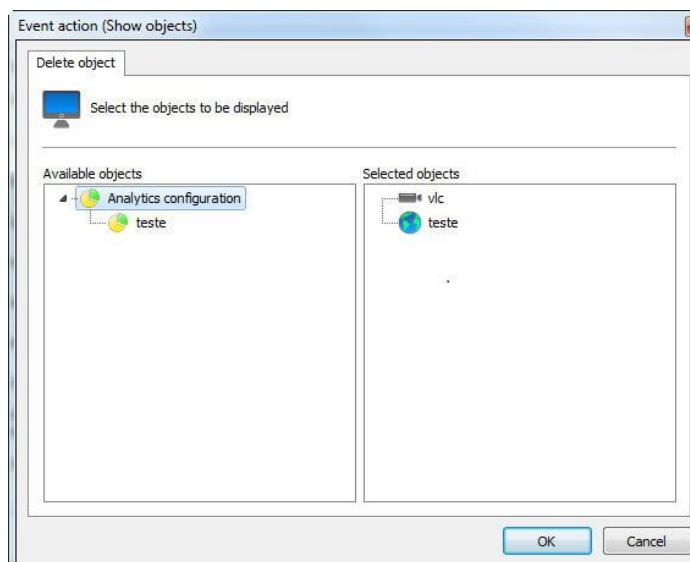 Event action (Show objects)
Delete object
Select the objects to be displayed
Available objects
Selected objects
Analytics configuration
teste
vlc
teste
OK
Cancel